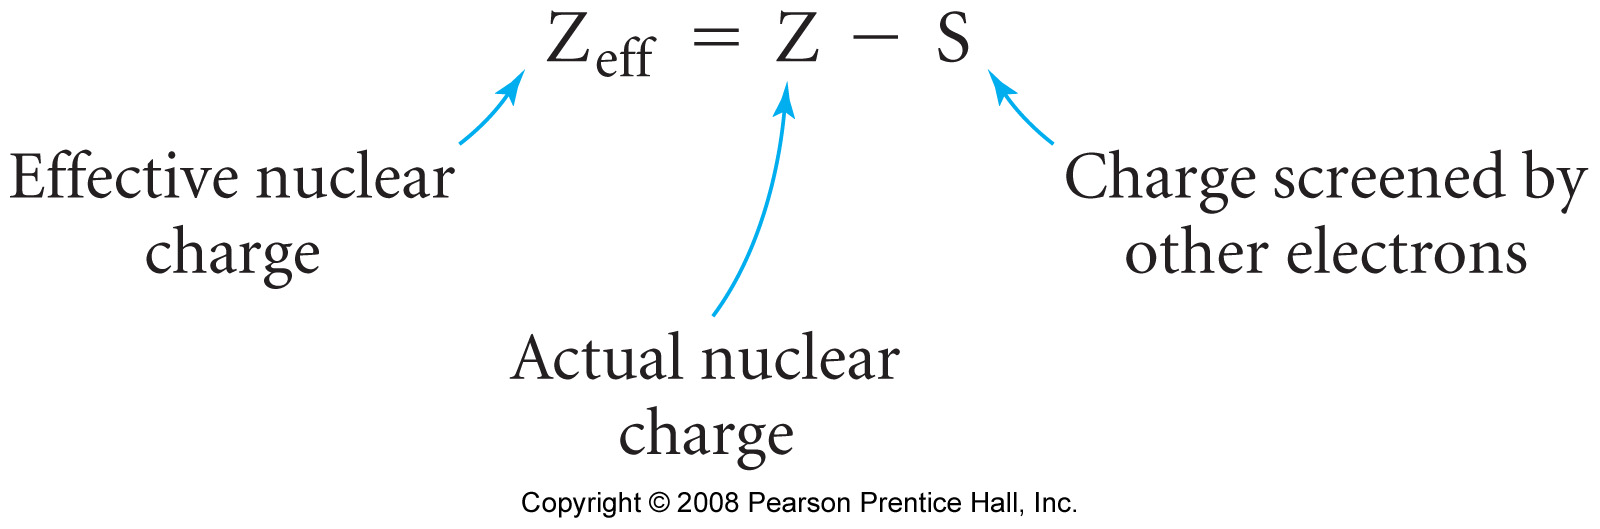 Zeff = Z − S
Effective nuclear
charge
Charge screened by
other electrons
Actual nuclear
charge
Copyright © 2008 Pearson Prentice Hall, Inc.